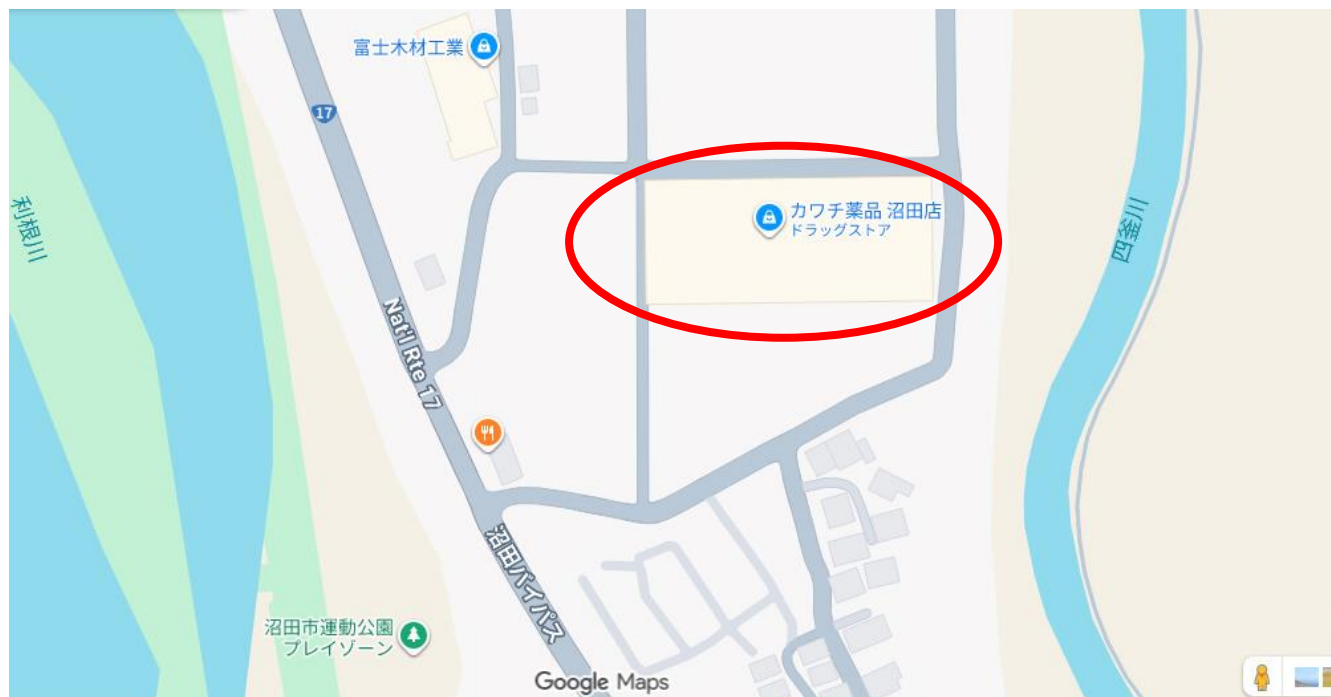 富士木材工業
17
利根川
カワチ薬品 沼田店
ドラッグストア
四釜川
Nat'l Rte 17
沼田バイパス
沼田市運動公園
プレイゾーン
Google Maps